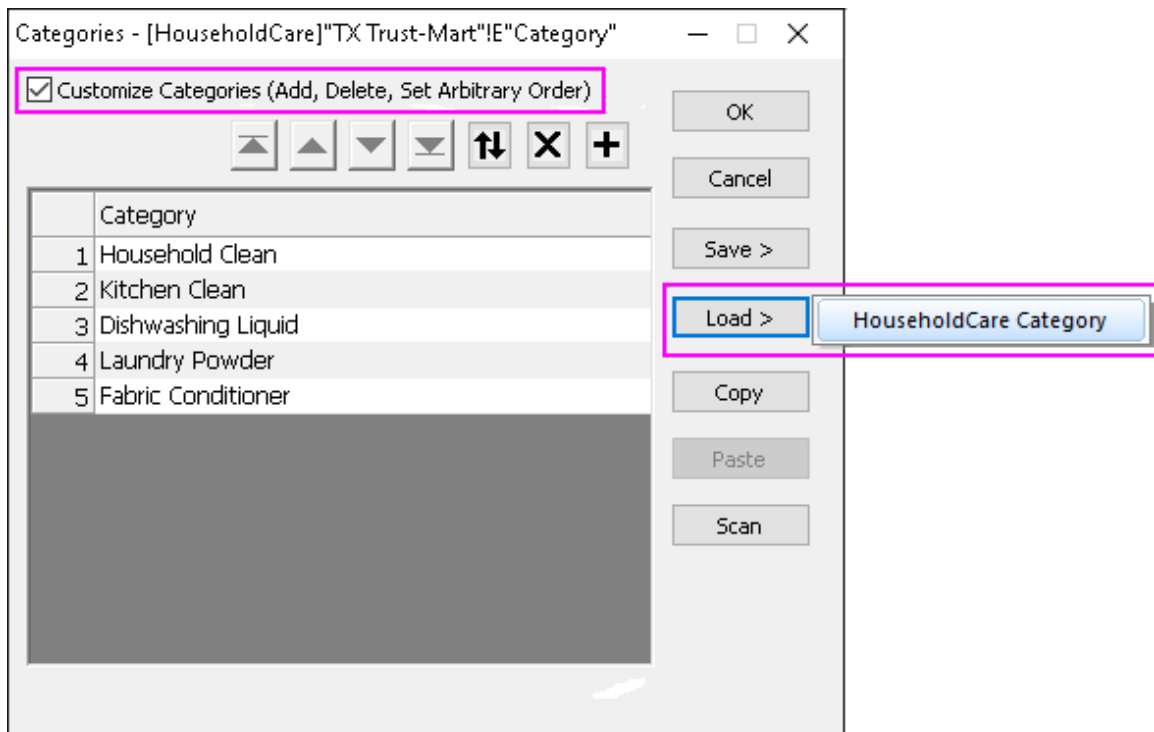 Categories - [HouseholdCare]"TX Trust-Mart"!E"Category"
Customize Categories (Add, Delete, Set Arbitrary Order)
OK
Cancel
Category
1 Household Clean
2 Kitchen Clean
3 Dishwashing Liquid
4 Laundry Powder
5 Fabric Conditioner
Save >
Load >
HouseholdCare Category
Copy
Paste
Scan